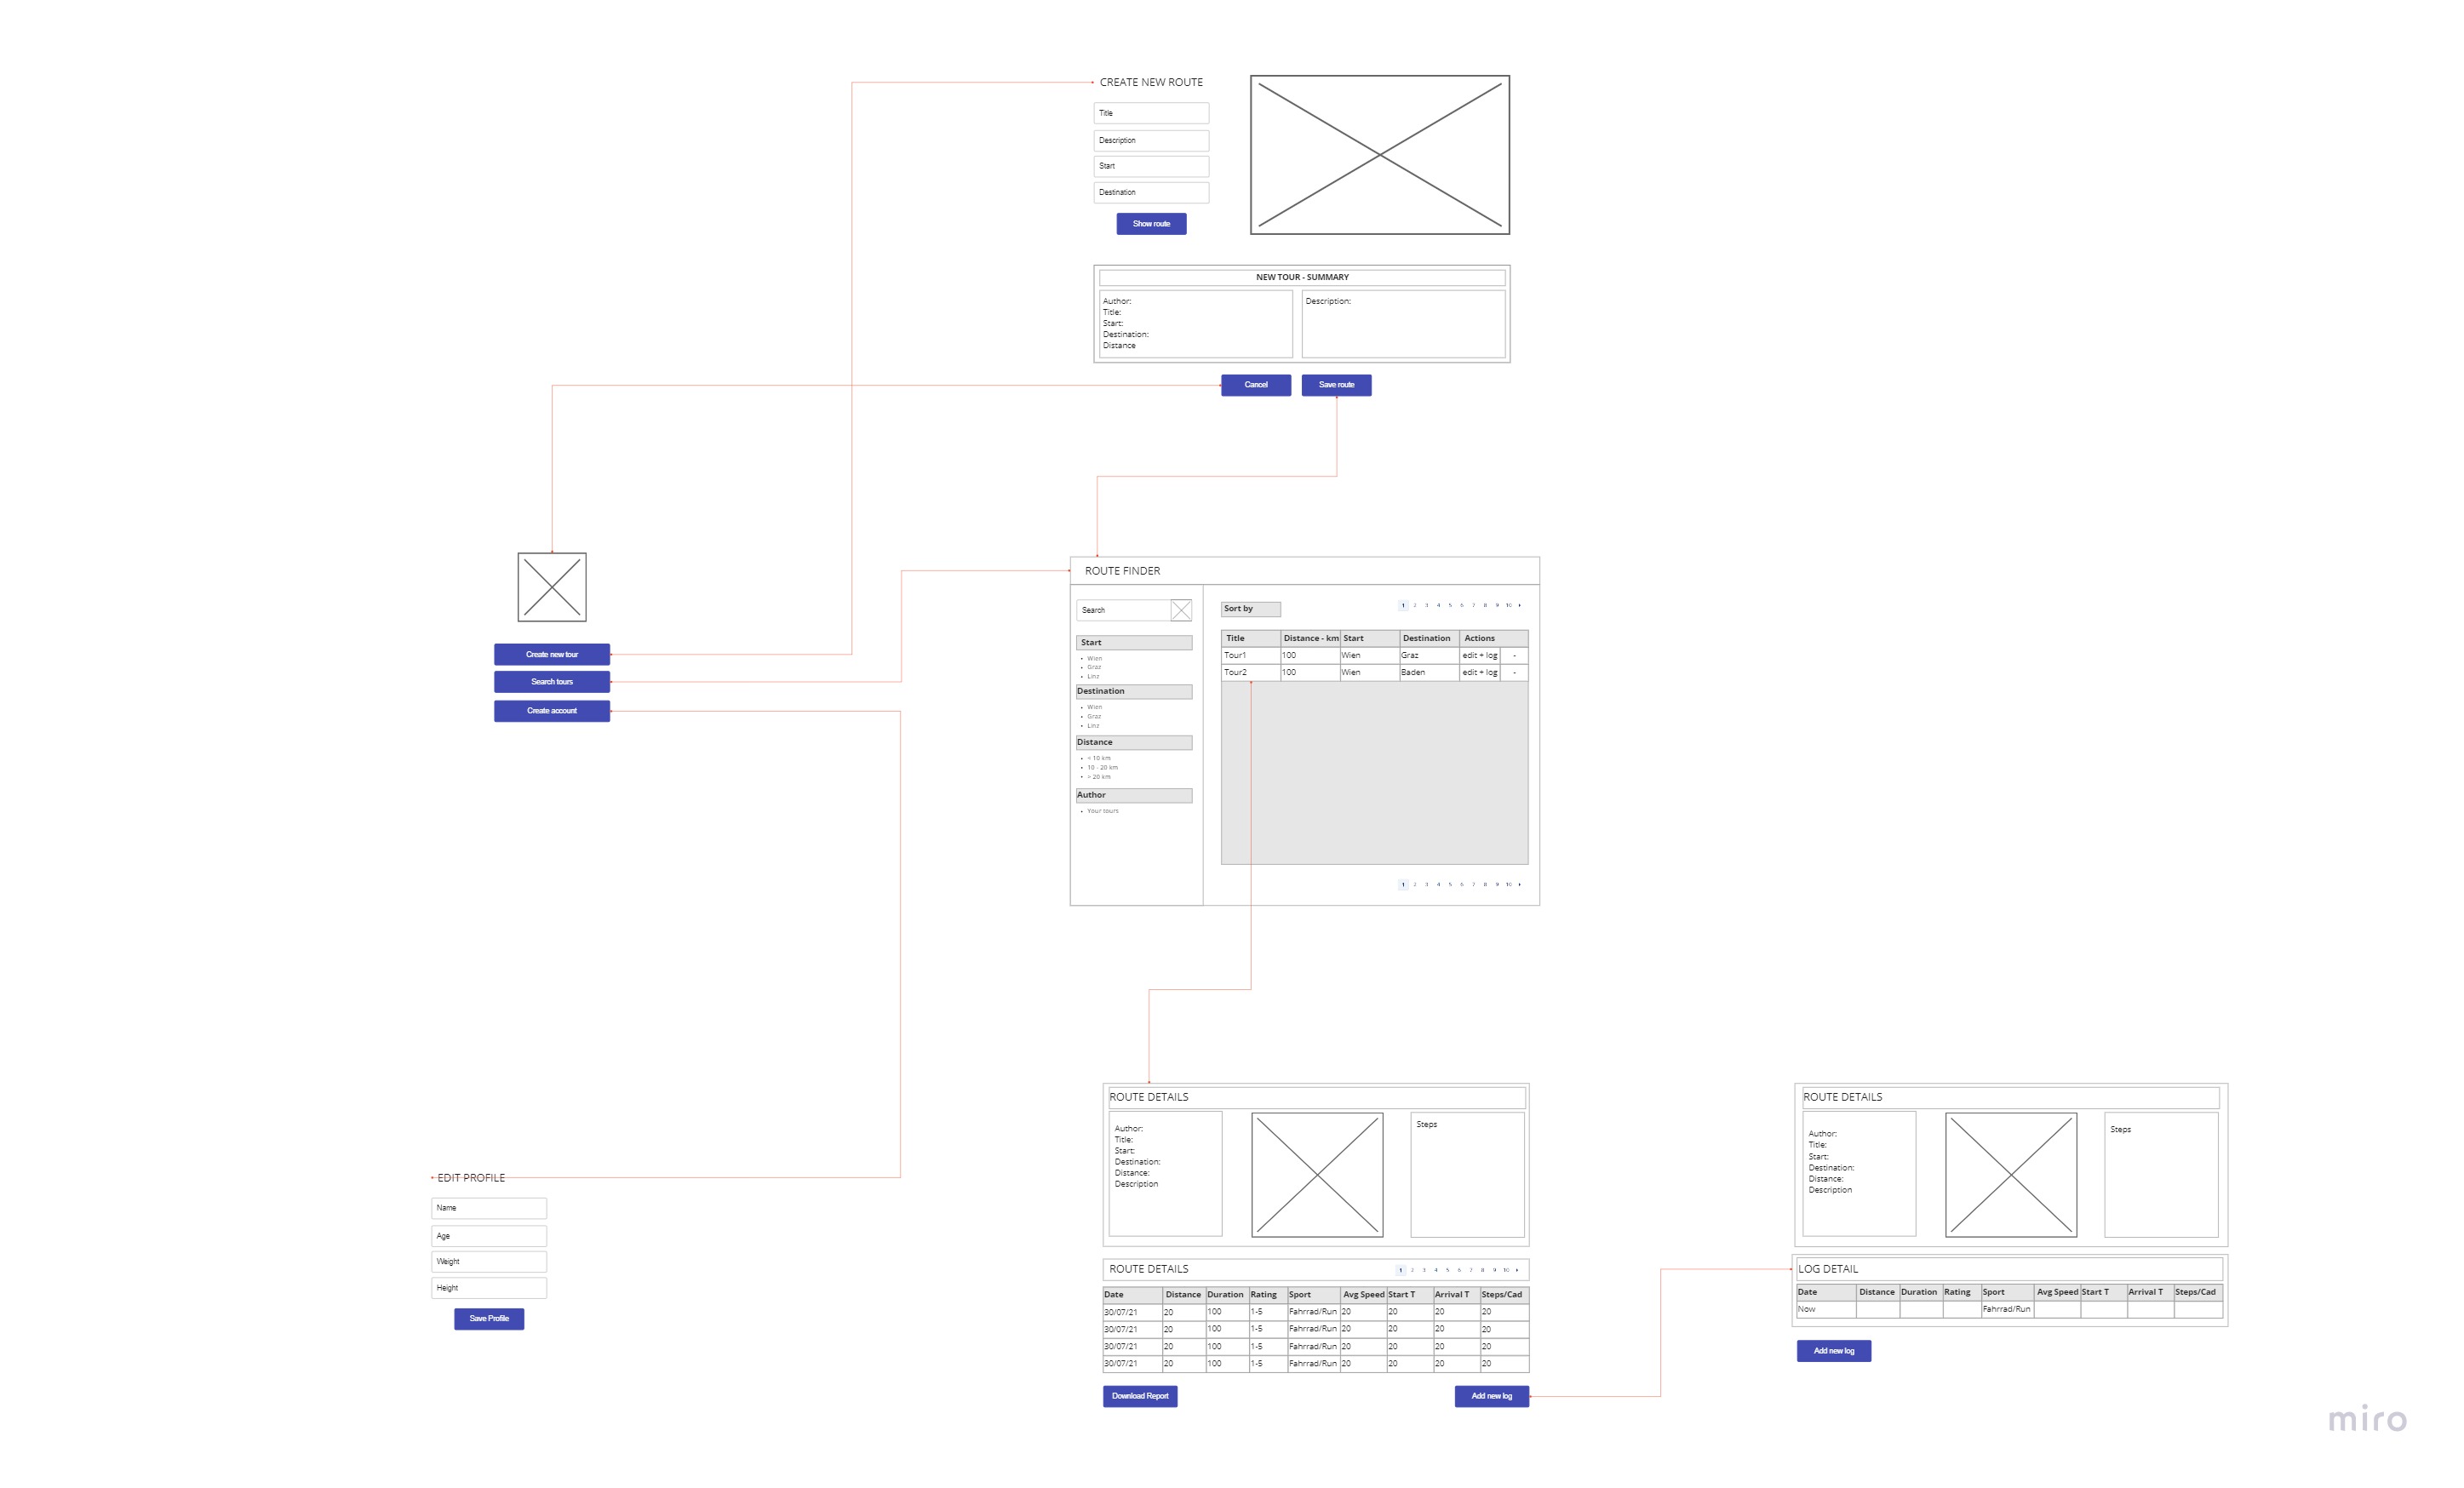 CREATE NEW ROUTE
Title
Description
Start
Destination
Show route
NEW TOUR - SUMMARY
Author:
Title:
Start:
Destination:
Distance
Description:
Cancel
Save route
Create new tour
Search tours
Create account
ROUTE FINDER
Search
Start
Wien
Graz
Linz
Destination
Wien
Graz
Linz
Distance
< 10 km
10 - 20 km
> 20 km
Author
Your tours
Sort by
1 2 3 4 5 6 7 8 9 10
Title Distance - km Start Destination Actions
Tour1 100 Wien Graz edit + log -
Tour2 100 Wien Baden edit + log -
1 2 3 4 5 6 7 8 9 10
EDIT PROFILE
Name
Age
Weight
Height
Save Profile
ROUTE DETAILS
Author:
Title:
Start:
Destination:
Distance:
Description
Steps
ROUTE DETAILS
1 2 3 4 5 6 7 8 9 10
Date Distance Duration Rating Sport Avg Speed Start T Arrival T Steps/Cad
30/07/21 20 100 1-5 Fahrrad/Run 20 20 20 20
30/07/21 20 100 1-5 Fahrrad/Run 20 20 20 20
30/07/21 20 100 1-5 Fahrrad/Run 20 20 20 20
30/07/21 20 100 1-5 Fahrrad/Run 20 20 20 20
Download Report
Add new log
ROUTE DETAILS
Author:
Title:
Start:
Destination:
Distance:
Description
Steps
LOG DETAIL
Date Distance Duration Rating Sport Avg Speed Start T Arrival T Steps/Cad
Now Fahrrad/Run
Add new log
miro